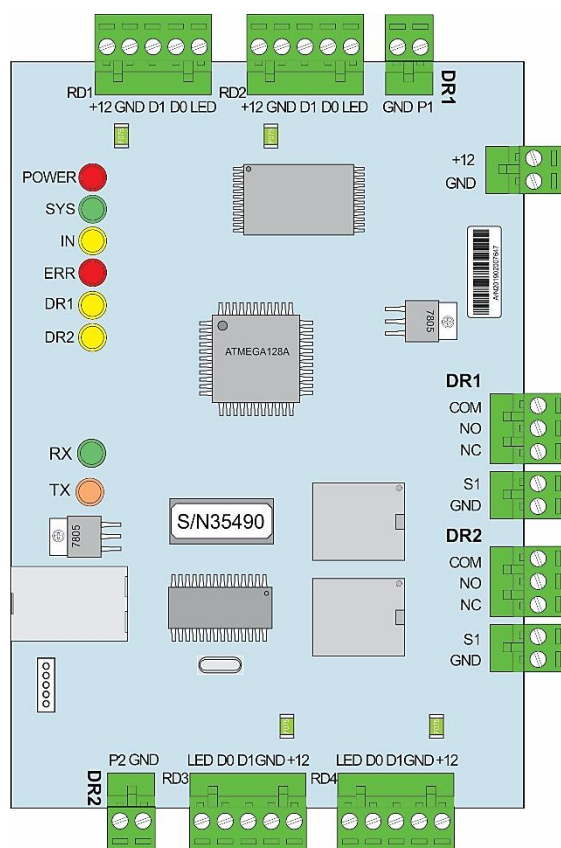 RD1
+12 GND D1 D0 LED
RD2
+12 GND D1 D0 LED
DR1
GND P1
+12
GND
POWER
SYS
IN
ERR
DR1
DR2
A/N201902007647
7805
ATMEGA128A
DR1
COM
NO
NC
S1
GND
RX
TX
7805
S/N35490
DR2
COM
NO
NC
S1
GND
P2 GND
DR2
RD3
LED D0 D1 GND +12
RD4
LED D0 D1 GND +12